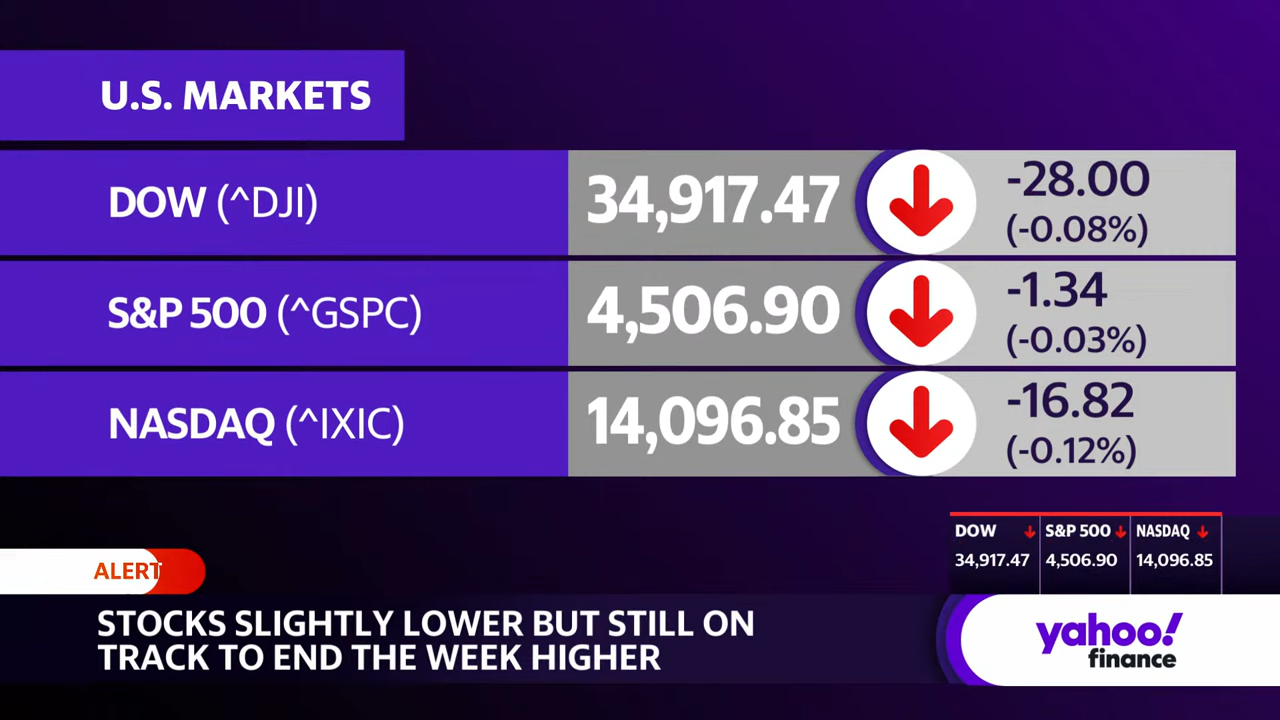 U.S. MARKETS
DOW (^DJI) 34,917.47 -28.00
(-0.08%)
S&P 500 (^GSPC) 4,506.90 -1.34
(-0.03%)
NASDAQ (^IXIC) 14,096.85 -16.82
(-0.12%)
DOW S&P 500 NASDAQ
34,917.47 4,506.90 14,096.85
ALERT
STOCKS SLIGHTLY LOWER BUT STILL ON
TRACK TO END THE WEEK HIGHER
yahoo!
finance